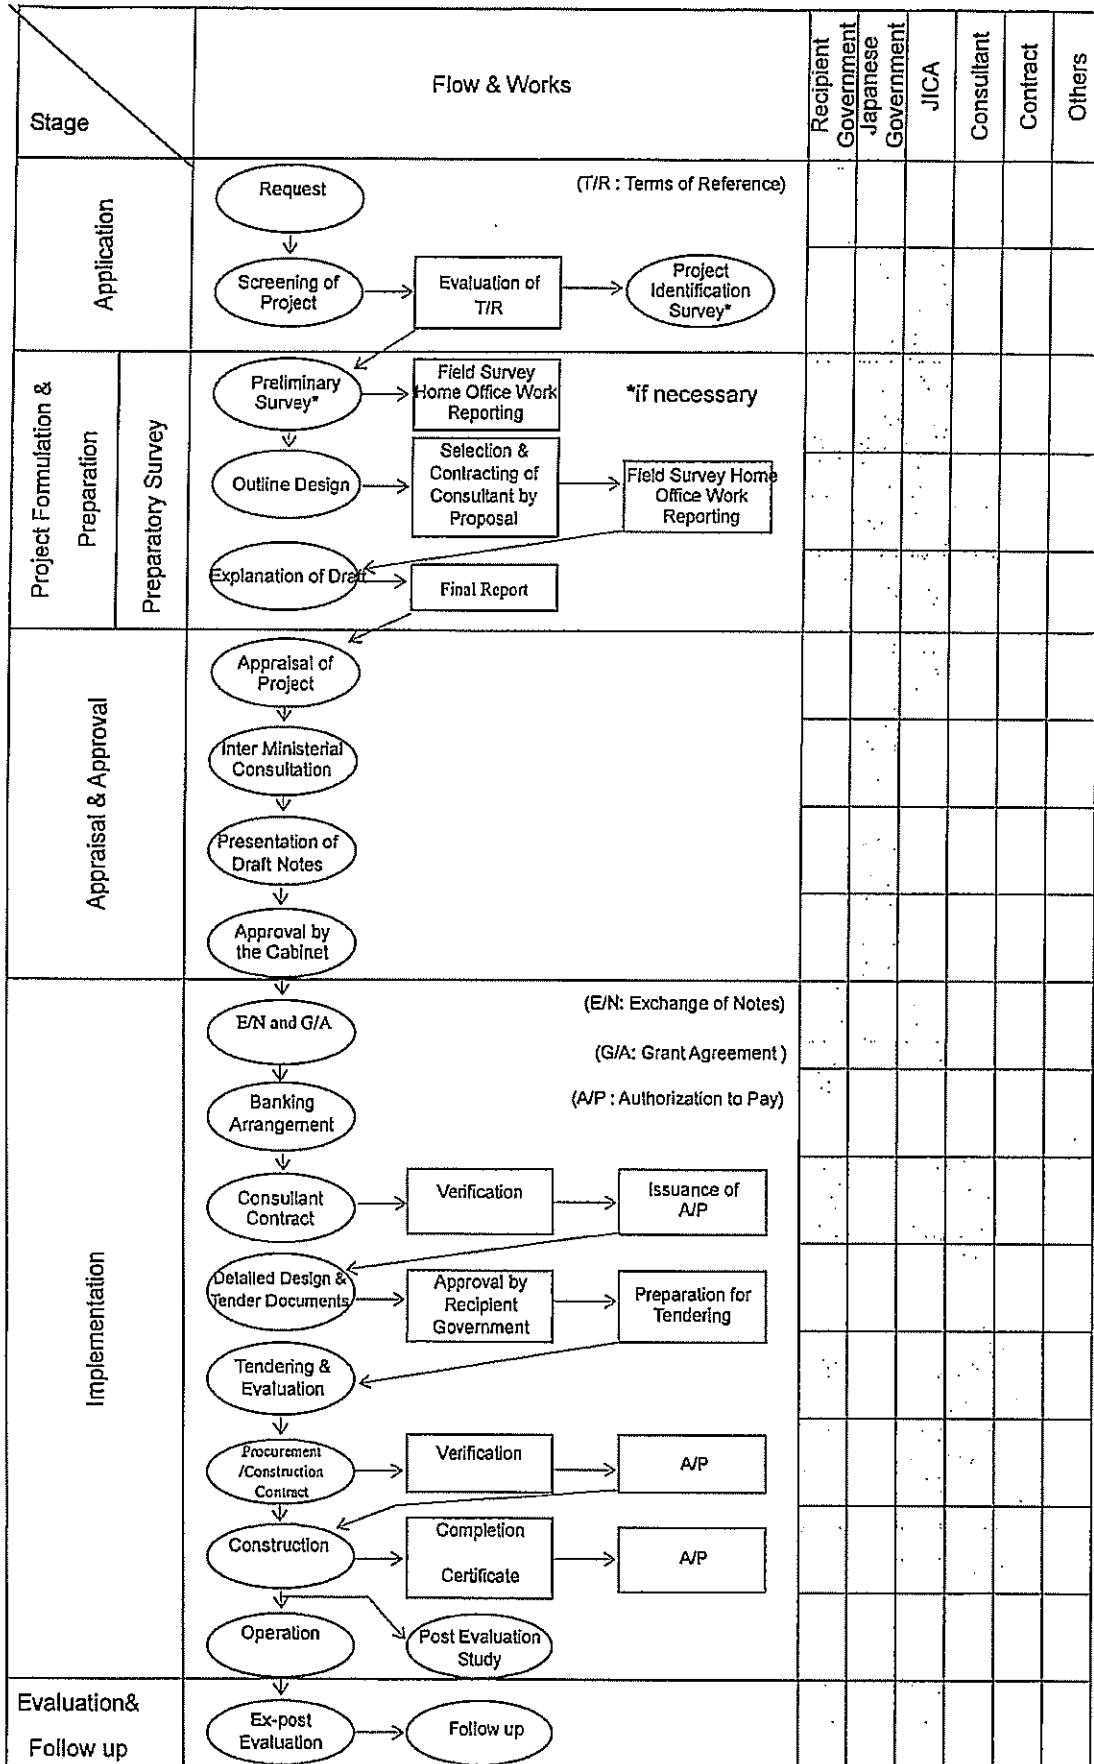 Stage
Flow & Works
Recipient
Government
Japanese
Government
JICA
Consultant
Contract
Others
Application
Request
(T/R : Terms of Reference)
Screening of
Project
Evaluation of
T/R
Project
Identification
Survey*
Project Formulation &
Preparation
Preparatory Survey
Preliminary
Survey*
Field Survey
Home Office Work
Reporting
*if necessary
Outline Design
Selection &
Contracting of
Consultant by
Proposal
Field Survey Home
Office Work
Reporting
Explanation of Draft
Final Report
Appraisal & Approval
Appraisal of
Project
Inter Ministerial
Consultation
Presentation of
Draft Notes
Approval by
the Cabinet
Implementation
E/N and G/A
(E/N: Exchange of Notes)
(G/A: Grant Agreement )
(A/P : Authorization to Pay)
Banking
Arrangement
Consultant
Contract
Verification
Issuance of
A/P
Detailed Design &
Tender Documents
Approval by
Recipient
Government
Preparation for
Tendering
Tendering &
Evaluation
Procurement
/Construction
Contract
Verification
A/P
Construction
Completion
Certificate
A/P
Operation
Post Evaluation
Study
Evaluation&
Follow up
Ex-post
Evaluation
Follow up